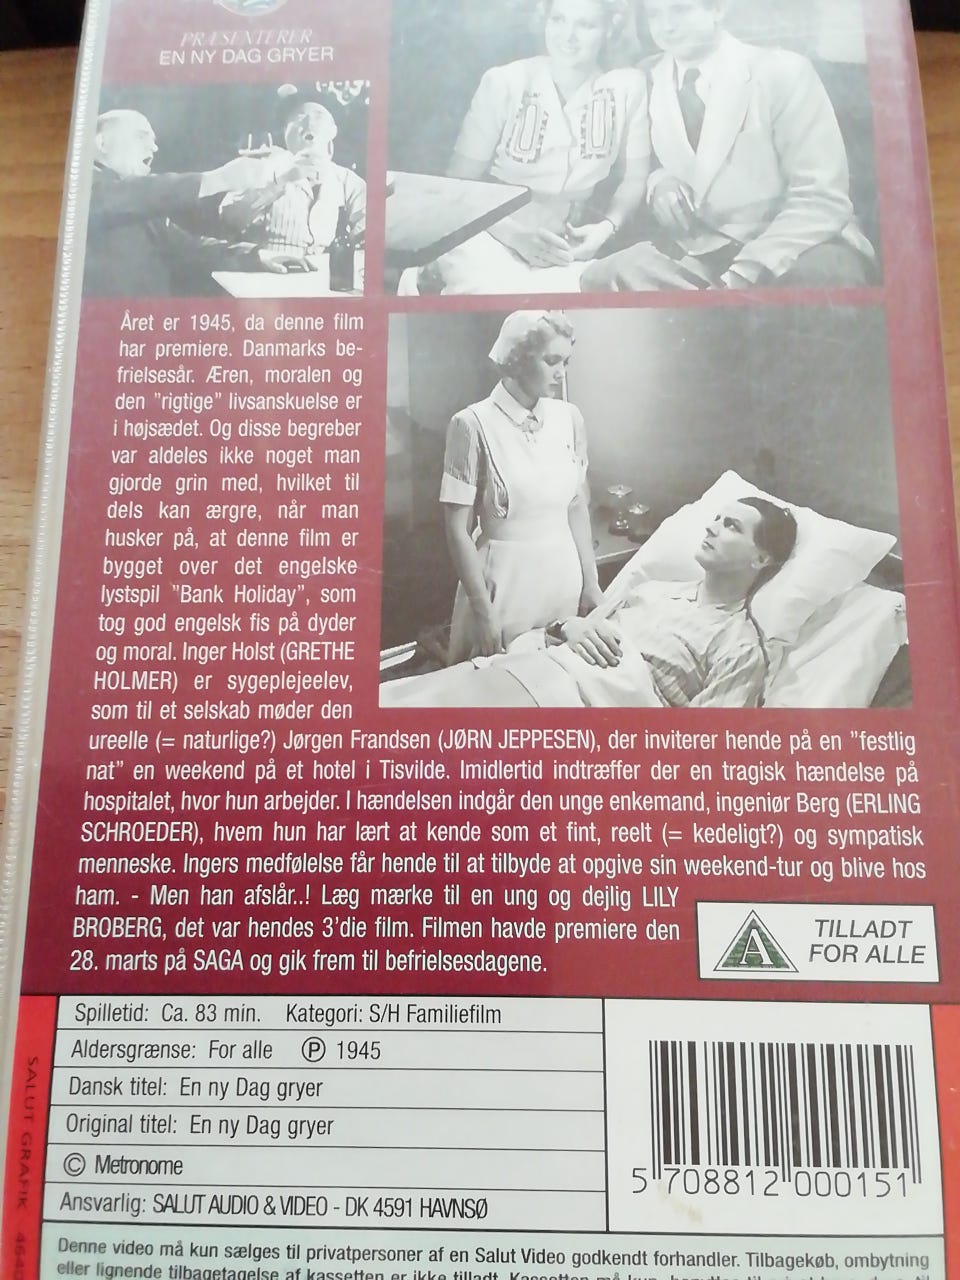 PRÆSENTERER
EN NY DAG GRYER
Året er 1945, da denne film
har premiere. Danmarks be-
frielsesår. Æren, moralen og
den "rigtige" livsanskuelse er
i højsædet. Og disse begreber
var aldeles ikke noget man
gjorde grin med, hvilket til
dels kan ærgre, når man
husker på, at denne film er
bygget over det engelske
lystspil "Bank Holiday", som
tog god engelsk fis på dyder
og moral. Inger Holst (GRETHE
HOLMER) er sygeplejeelev,
som til et selskab møder den
ureelle (= naturlige?) Jørgen Frandsen (JØRN JEPPESEN), der inviterer hende på en "festlig
nat" en weekend på et hotel i Tisvilde. Imidlertid indtræffer der en tragisk hændelse på
hospitalet, hvor hun arbejder. I hændelsen indgår den unge enkemand, ingeniør Berg (ERLING
SCHROEDER), hvem hun har lært at kende som et fint, reelt (= kedeligt?) og sympatisk
menneske. Ingers medfølelse får hende til at tilbyde at opgive sin weekend-tur og blive hos
ham. - Men han afslår..! Læg mærke til en ung og dejlig LILY
BROBERG, det var hendes 3'die film. Filmen havde premiere den
28. marts på SAGA og gik frem til befrielsesdagene.
A
TILLADT
FOR ALLE
Spilletid: Ca. 83 min. Kategori: S/H Familiefilm
Aldersgrænse: For alle Ⓟ 1945
Dansk titel: En ny Dag gryer
Original titel: En ny Dag gryer
© Metronome
Ansvarlig: SALUT AUDIO & VIDEO - DK 4591 HAVNSØ
5 708812 000151
SALUT GRAFIK
Denne video må kun sælges til privatpersoner af en Salut Video godkendt forhandler. Tilbagekøb, ombytning
eller lignende tilbagetagelse af kassetten er ikke tilladt. Kassetten må kun